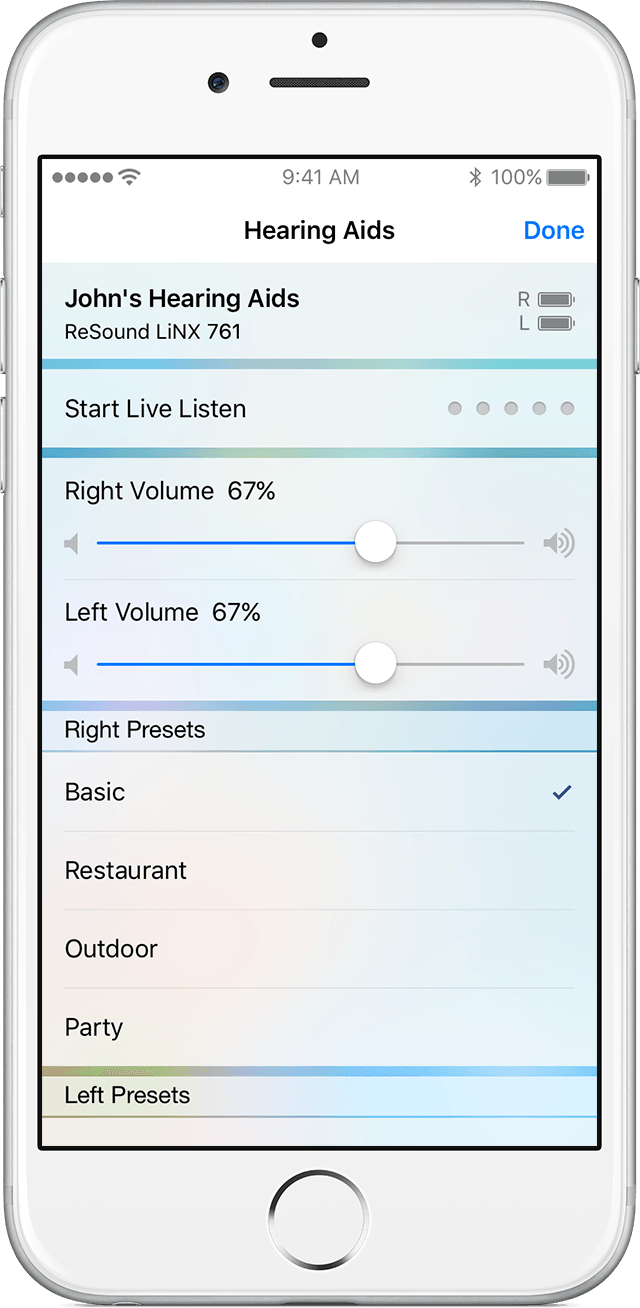 9:41 AM 100%
Hearing Aids Done
John's Hearing Aids R
ReSound LiNX 761 L
Start Live Listen
Right Volume 67%
Left Volume 67%
Right Presets
Basic
Restaurant
Outdoor
Party
Left Presets